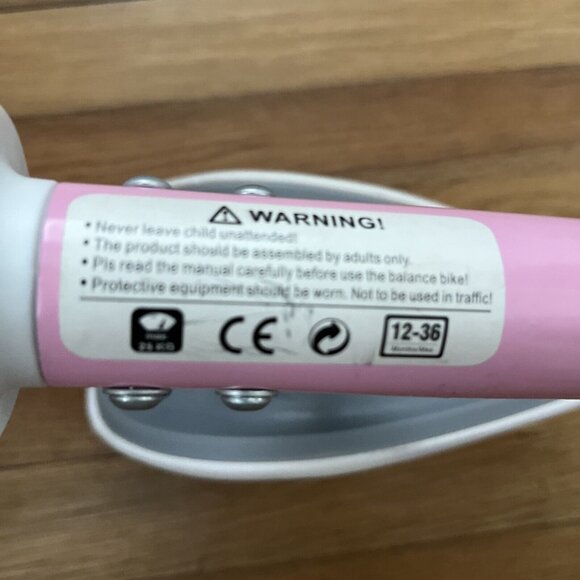 WARNING!
• Never leave child unattended!
• The product should be assembled by adults only.
• Pls read the manual carefully before use the balance bike!
• Protective equipment should be worn. Not to be used in traffic!
CE
12-36